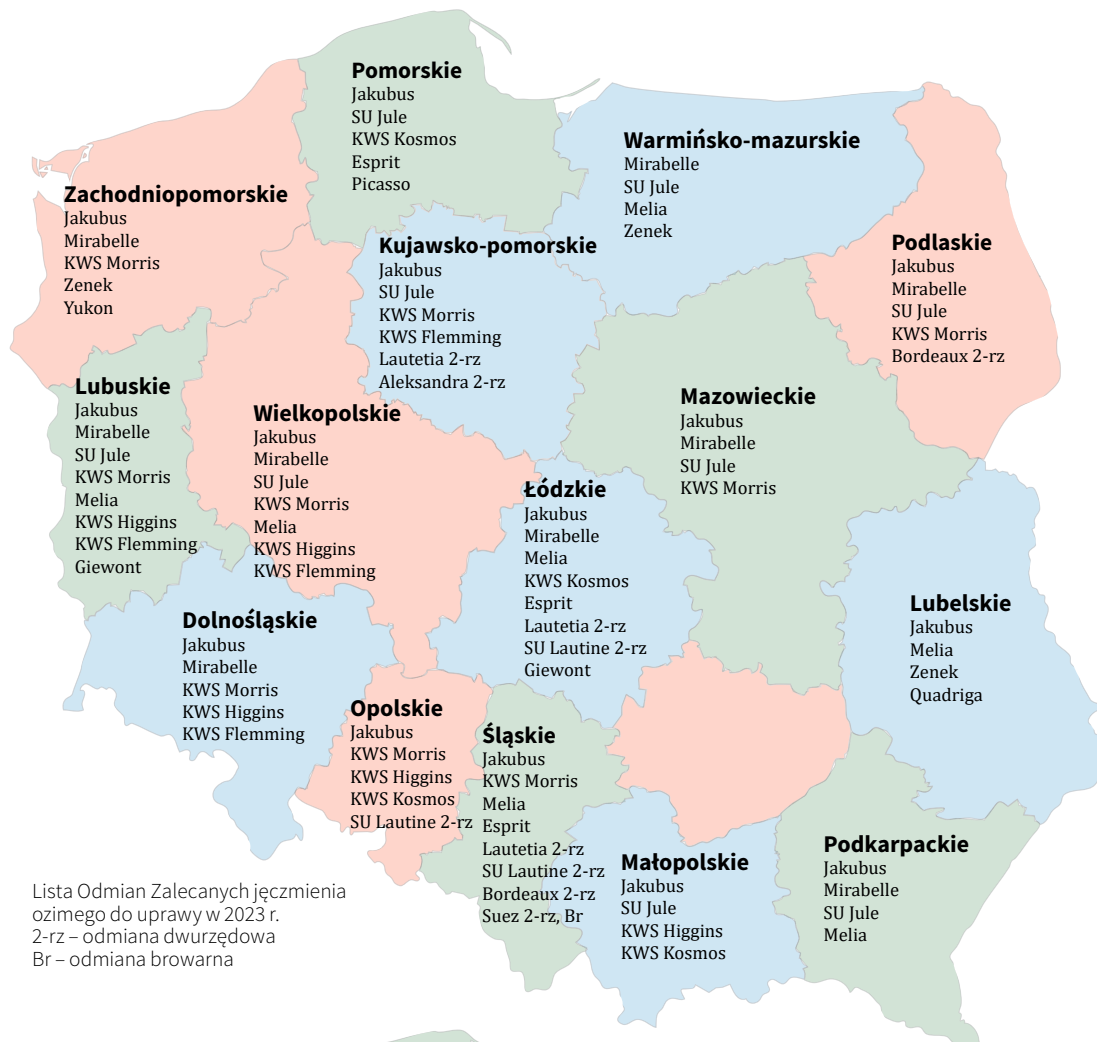 Pomorskie
Jakubus
SU Jule
KWS Kosmos
Esprit
Picasso
Warmińsko-mazurskie
Mirabelle
SU Jule
Melia
Zenek
Zachodniopomorskie
Jakubus
Mirabelle
KWS Morris
Zenek
Yukon
Kujawsko-pomorskie
Jakubus
SU Jule
KWS Morris
KWS Flemming
Lautetia 2-rz
Aleksandra 2-rz
Podlaskie
Jakubus
Mirabelle
SU Jule
KWS Morris
Bordeaux 2-rz
Lubuskie
Jakubus
Mirabelle
SU Jule
KWS Morris
Melia
KWS Higgins
KWS Flemming
Giewont
Wielkopolskie
Jakubus
Mirabelle
SU Jule
KWS Morris
Melia
KWS Higgins
KWS Flemming
Mazowieckie
Jakubus
Mirabelle
SU Jule
KWS Morris
Łódzkie
Jakubus
Mirabelle
Melia
KWS Kosmos
Esprit
Lautetia 2-rz
SU Lautine 2-rz
Giewont
Lubelskie
Jakubus
Melia
Zenek
Quadriga
Dolnośląskie
Jakubus
Mirabelle
KWS Morris
KWS Higgins
KWS Flemming
Opolskie
Jakubus
KWS Morris
KWS Higgins
KWS Kosmos
SU Lautine 2-rz
Śląskie
Jakubus
KWS Morris
Melia
Esprit
Lautetia 2-rz
SU Lautine 2-rz
Bordeaux 2-rz
Suez 2-rz, Br
Małopolskie
Jakubus
SU Jule
KWS Higgins
KWS Kosmos
Podkarpackie
Jakubus
Mirabelle
SU Jule
Melia
Lista Odmian Zalecanych jęczmienia
ozimego do uprawy w 2023 r.
2-rz – odmiana dwurzędowa
Br – odmiana browarna